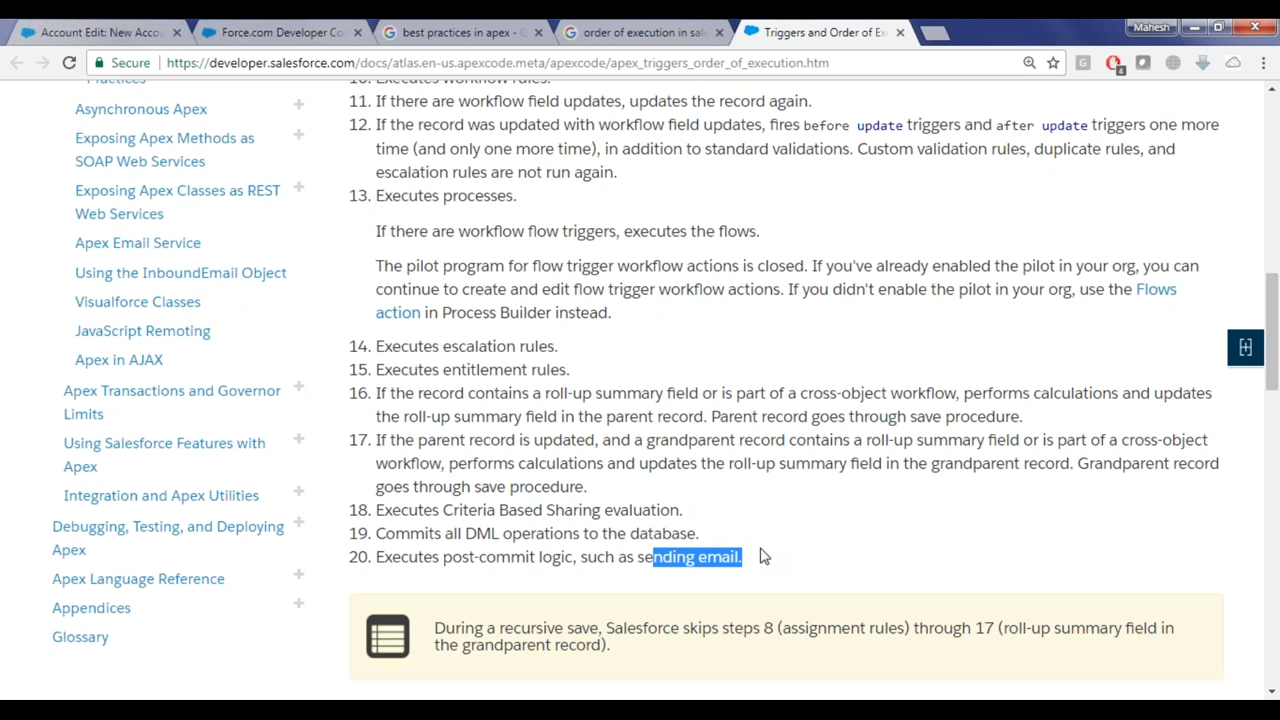 Account Edit: New Accou
Force.com Developer Co
best practices in apex - G
order of execution in sale
Triggers and Order of Ex
Mahesh
Secure
https://developer.salesforce.com/docs/atlas.en-us.apexcode.meta/apexcode/apex_triggers_order_of_execution.htm
4
Practices
Asynchronous Apex
Exposing Apex Methods as
SOAP Web Services
Exposing Apex Classes as REST
Web Services
Apex Email Service
Using the InboundEmail Object
Visualforce Classes
JavaScript Remoting
Apex in AJAX
Apex Transactions and Governor
Limits
Using Salesforce Features with
Apex
Integration and Apex Utilities
Debugging, Testing, and Deploying
Apex
Apex Language Reference
Appendices
Glossary
10. Executes workflow rules.
11. If there are workflow field updates, updates the record again.
12. If the record was updated with workflow field updates, fires before update triggers and after update triggers one more
time (and only one more time), in addition to standard validations. Custom validation rules, duplicate rules, and
escalation rules are not run again.
13. Executes processes.
If there are workflow flow triggers, executes the flows.
The pilot program for flow trigger workflow actions is closed. If you've already enabled the pilot in your org, you can
continue to create and edit flow trigger workflow actions. If you didn't enable the pilot in your org, use the Flows
action in Process Builder instead.
14. Executes escalation rules.
15. Executes entitlement rules.
16. If the record contains a roll-up summary field or is part of a cross-object workflow, performs calculations and updates
the roll-up summary field in the parent record. Parent record goes through save procedure.
17. If the parent record is updated, and a grandparent record contains a roll-up summary field or is part of a cross-object
workflow, performs calculations and updates the roll-up summary field in the grandparent record. Grandparent record
goes through save procedure.
18. Executes Criteria Based Sharing evaluation.
19. Commits all DML operations to the database.
20. Executes post-commit logic, such as sending email.
During a recursive save, Salesforce skips steps 8 (assignment rules) through 17 (roll-up summary field in
the grandparent record).